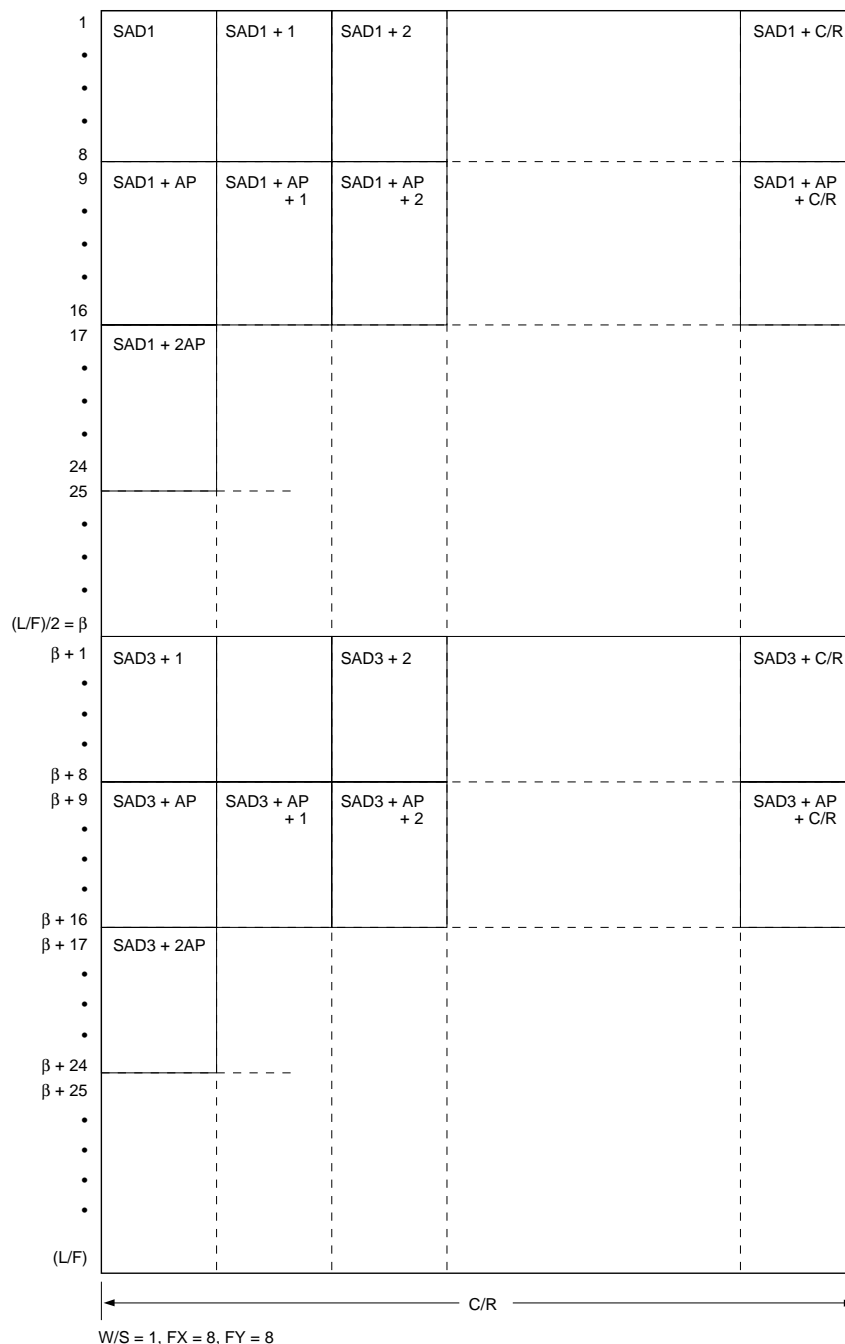 1 SAD1 SAD1 + 1 SAD1 + 2 SAD1 + C/R
•
•
•
8
9 SAD1 + AP SAD1 + AP SAD1 + AP SAD1 + AP
+ 1 + 2 + C/R
•
•
•
16
17 SAD1 + 2AP
•
•
•
24
25
•
•
•
(L/F)/2 = β
β + 1 SAD3 + 1 SAD3 + 2 SAD3 + C/R
•
•
•
β + 8
β + 9 SAD3 + AP SAD3 + AP SAD3 + AP SAD3 + AP
+ 1 + 2 + C/R
•
•
•
β + 16
β + 17 SAD3 + 2AP
•
•
•
β + 24
β + 25
•
•
•
•
(L/F)
C/R
W/S = 1, FX = 8, FY = 8